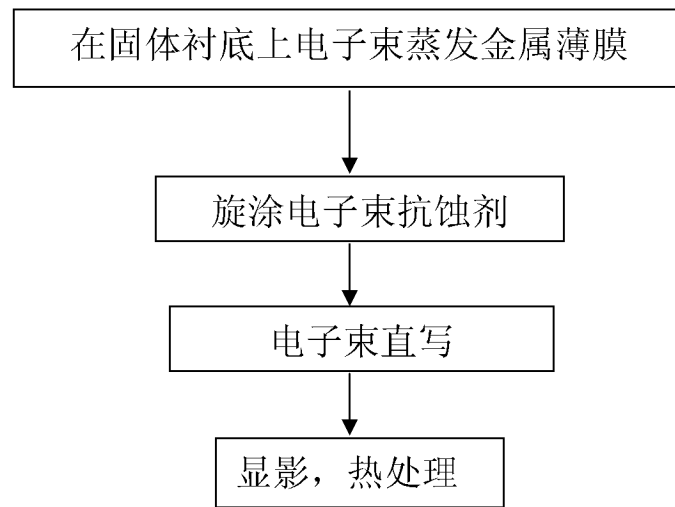 在固体衬底上电子束蒸发金属薄膜
旋涂电子束抗蚀剂
电子束直写
显影，热处理